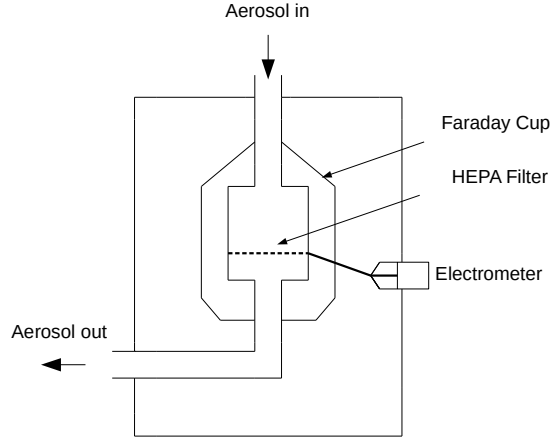 Aerosol in
Faraday Cup
HEPA Filter
Electrometer
Aerosol out